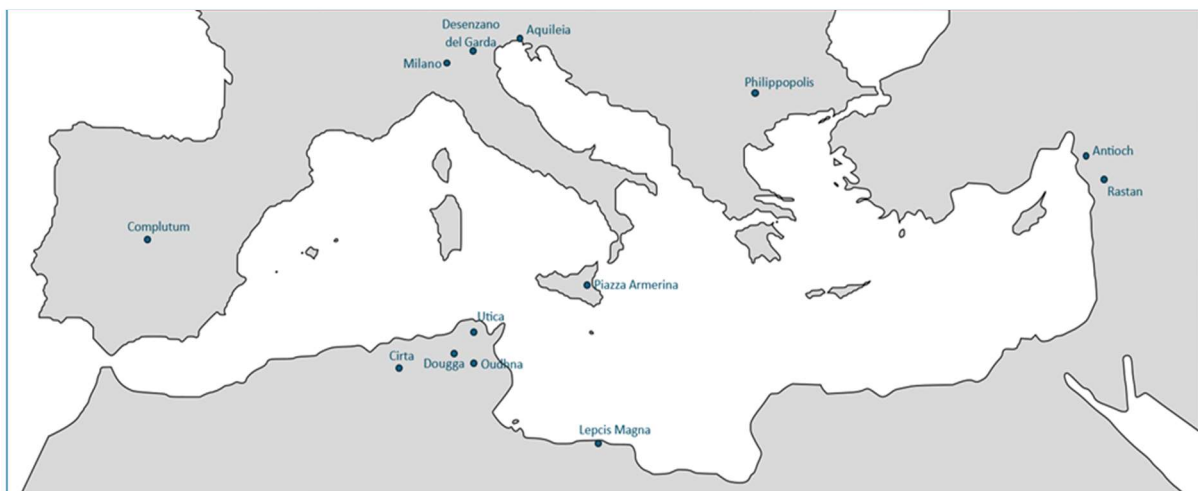 Desenzano
del Garda
Aquileia
Milano
Philippopolis
Antioch
Rastan
Complutum
Piazza Armerina
Utica
Cirta
Dougga
Oudhna
Lepcis Magna